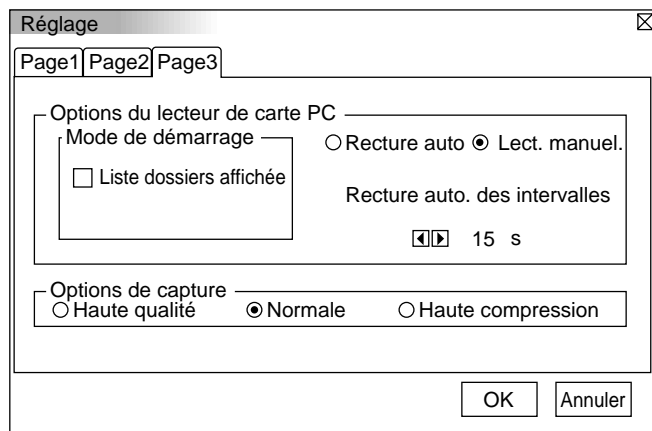 Réglage
Page1 Page2 Page3
Options du lecteur de carte PC
Mode de démarrage
Liste dossiers affichée
Recture auto Lect. manuel.
Recture auto. des intervalles
15 s
Options de capture
Haute qualité Normale Haute compression
OK Annuler